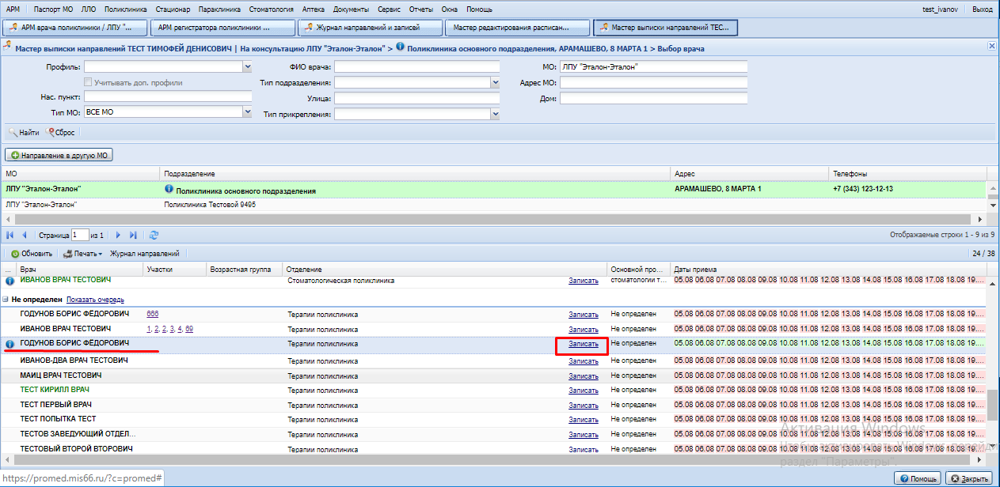 АРМ Паспорт МО ЛЛО Поликлиника Стационар Параклиника Стоматология Аптека Документы Сервис Отчеты Окна Помощь test_ivanov Выход
АРМ врача поликлиники / ЛПУ "... АРМ регистратора поликлиники ... Журнал направлений и записей Мастер редактирования расписан... Мастер выписки направлений ТЕС...
Мастер выписки направлений ТЕСТ ТИМОФЕЙ ДЕНИСОВИЧ | На консультацию ЛПУ "Эталон-Эталон" > Поликлиника основного подразделения, АРАМАШЕВО, 8 МАРТА 1 > Выбор врача
Профиль: ФИО врача: МО: ЛПУ "Эталон-Эталон"
Учитывать доп. профили Тип подразделения: Адрес МО:
Нас. пункт: Улица: Дом:
Тип МО: ВСЕ МО Тип прикрепления:
Найти Сброс
Направление в другую МО
МО Подразделение Адрес Телефоны
ЛПУ "Эталон-Эталон" Поликлиника основного подразделения АРАМАШЕВО, 8 МАРТА 1 +7 (343) 123-12-13
ЛПУ "Эталон-Эталон" Поликлиника Тестовой 9495
Страница 1 из 1 Отображаемые строки 1 - 9 из 9
Обновить Печать Журнал направлений 24 / 38
... Врач Участки Возрастная группа Отделение Основной про... Даты приема
ИВАНОВ ВРА�ч ТЕСТОВИЧ Стоматологическая поликлиника Записать стоматологии т... 05.08 06.08 07.08 08.08 09.08 10.08 11.08 12.08 13.08 14.08 15.08 16.08 17.08 18.08 19....
Не определен Показать очередь
ГОДУНОВ БОРИС ФЁДОРОВИЧ 666 Терапии поликлиника Записать Не определен 05.08 06.08 07.08 08.08 09.08 10.08 11.08 12.08 13.08 14.08 15.08 16.08 17.08 18.08 19....
ИВАНОВ ВРАЧ ТЕСТОВИЧ 1, 2, 2, 3, 4, 69 Терапии поликлиника Записать Не определен 05.08 06.08 07.08 08.08 09.08 10.08 11.08 12.08 13.08 14.08 15.08 16.08 17.08 18.08 19....
ГОДУНОВ БОРИС ФЁДОРОВИЧ Терапии поликлиника Записать Не определен 05.08 06.08 07.08 08.08 09.08 10.08 11.08 12.08 13.08 14.08 15.08 16.08 17.08 18.08 19....
ИВАНОВ-ДВА ВРАЧ ТЕСТОВИЧ Терапии поликлиника Записать Не определен 05.08 06.08 07.08 08.08 09.08 10.08 11.08 12.08 13.08 14.08 15.08 16.08 17.08 18.08 19....
МАИЦ ВРАЧ ТЕСТОВИЧ Терапии поликлиника Записать Не определен 05.08 06.08 07.08 08.08 09.08 10.08 11.08 12.08 13.08 14.08 15.08 16.08 17.08 18.08 19....
ТЕСТ КИРИЛЛ ВРАЧ Терапии поликлиника Записать Не определен 05.08 06.08 07.08 08.08 09.08 10.08 11.08 12.08 13.08 14.08 15.08 16.08 17.08 18.08 19....
ТЕСТ ПЕРВЫЙ ВРАЧ Терапии поликлиника Записать Не определен 05.08 06.08 07.08 08.08 09.08 10.08 11.08 12.08 13.08 14.08 15.08 16.08 17.08 18.08 19....
ТЕСТ ПОПЫТКА ТЕСТ Терапии поликлиника Записать Не определен 05.08 06.08 07.08 08.08 09.08 10.08 11.08 12.08 13.08 14.08 15.08 16.08 17.08 18.08 19....
ТЕСТОВ ЗАВЕДУЮЩИЙ ОТДЕЛ... Терапии поликлиника Записать Не определен 05.08 06.08 07.08 08.08 09.08 10.08 11.08 12.08 13.08 14.08 15.08 16.08 17.08 18.08 19....
ТЕСТОВЫЙ ВТОРОЙ ВТОРОВИЧ Терапии поликлиника Записать Не определен 05.08 06.08 07.08 08.08 09.08 10.08 11.08 12.08 13.08 14.08 15.08 16.08 17.08 18.08 19....
Активация Windows
Чтобы активировать Windows, перейди
раздел "Параметры".
https://promed.mis66.ru/?c=promed# Помощь Закрыть